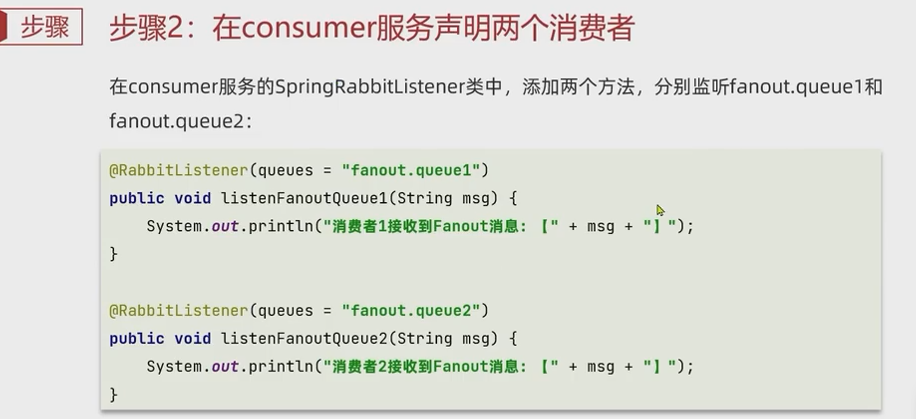 步骤
步骤2：在consumer服务声明两个消费者
在consumer服务的SpringRabbitListener类中，添加两个方法，分别监听fanout.queue1和
fanout.queue2：
@RabbitListener(queues = "fanout.queue1")
public void listenFanoutQueue1(String msg) {
    System.out.println("消费者1接收到Fanout消息：【" + msg + "】");
}
@RabbitListener(queues = "fanout.queue2")
public void listenFanoutQueue2(String msg) {
    System.out.println("消费者2接收到Fanout消息：【" + msg + "】");
}